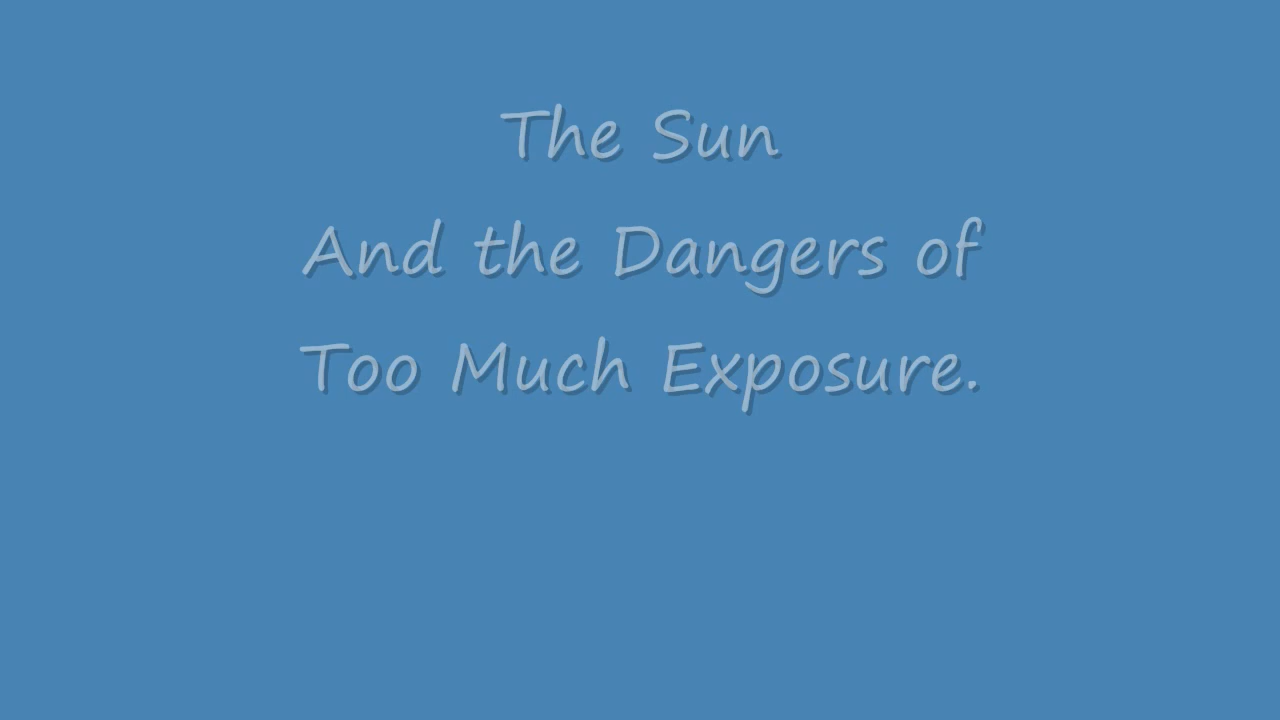 The Sun
And the Dangers of
Too Much Exposure.